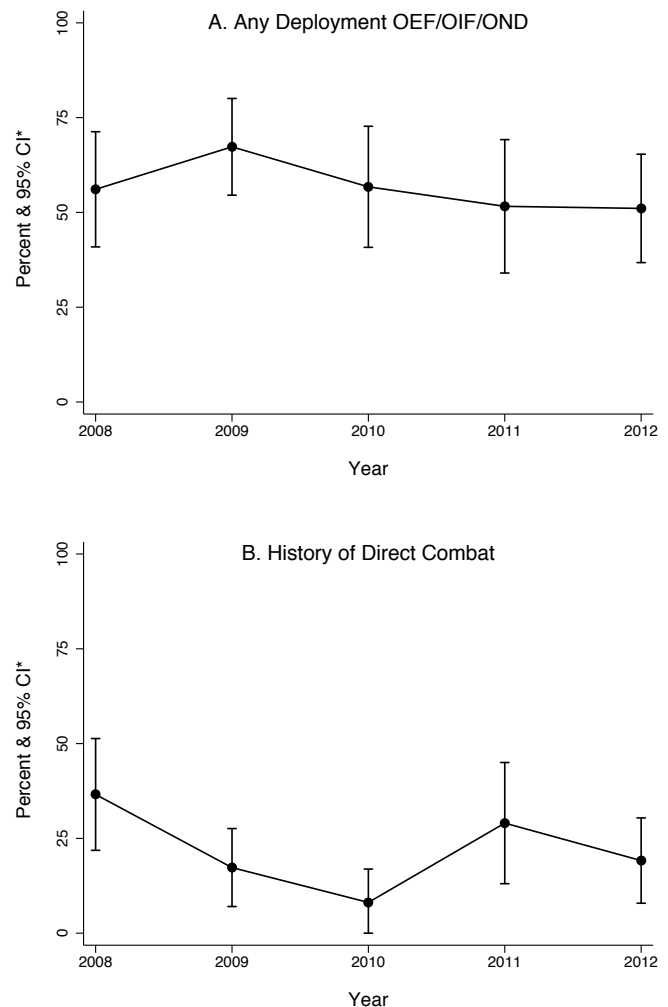 A. Any Deployment OEF/OIF/OND
Percent & 95% CI*
100
75
50
25
0
2008 2009 2010 2011 2012
Year
B. History of Direct Combat
Percent & 95% CI*
100
75
50
25
0
2008 2009 2010 2011 2012
Year